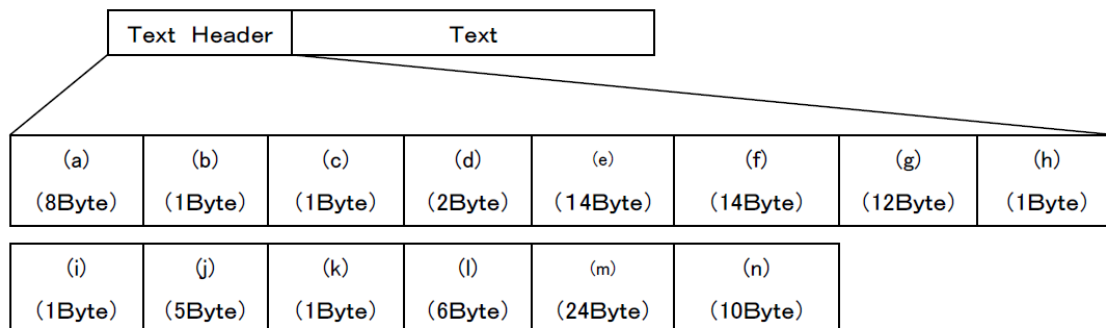 Text Header Text
(a) (b) (c) (d) (e) (f) (g) (h)
(8Byte) (1Byte) (1Byte) (2Byte) (14Byte) (14Byte) (12Byte) (1Byte)
(i) (j) (k) (l) (m) (n)
(1Byte) (5Byte) (1Byte) (6Byte) (24Byte) (10Byte)